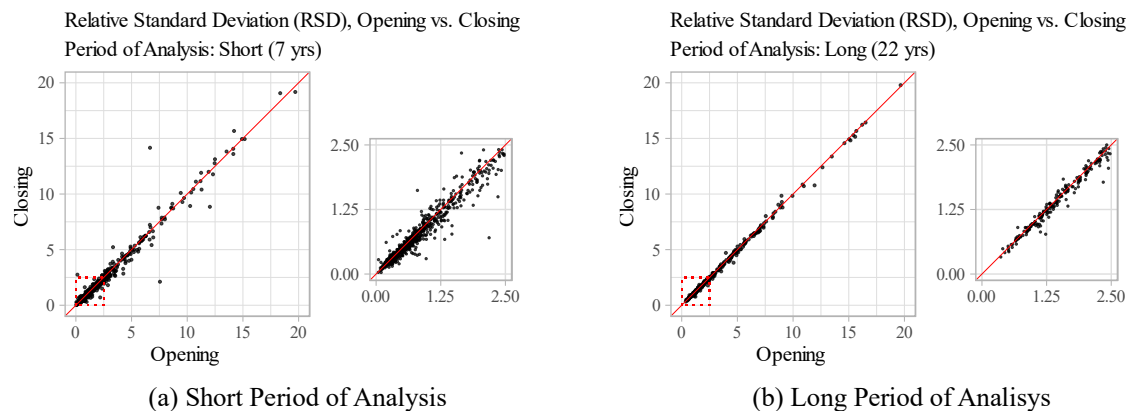 Relative Standard Deviation (RSD), Opening vs. Closing
Period of Analysis: Short (7 yrs)
20
15
10
5
0
Closing
0 5 10 15 20
Opening
2.50
1.25
0.00
0.00 1.25 2.50
(a) Short Period of Analysis
Relative Standard Deviation (RSD), Opening vs. Closing
Period of Analysis: Long (22 yrs)
20
15
10
5
0
Closing
0 5 10 15 20
Opening
2.50
1.25
0.00
0.00 1.25 2.50
(b) Long Period of Analisys